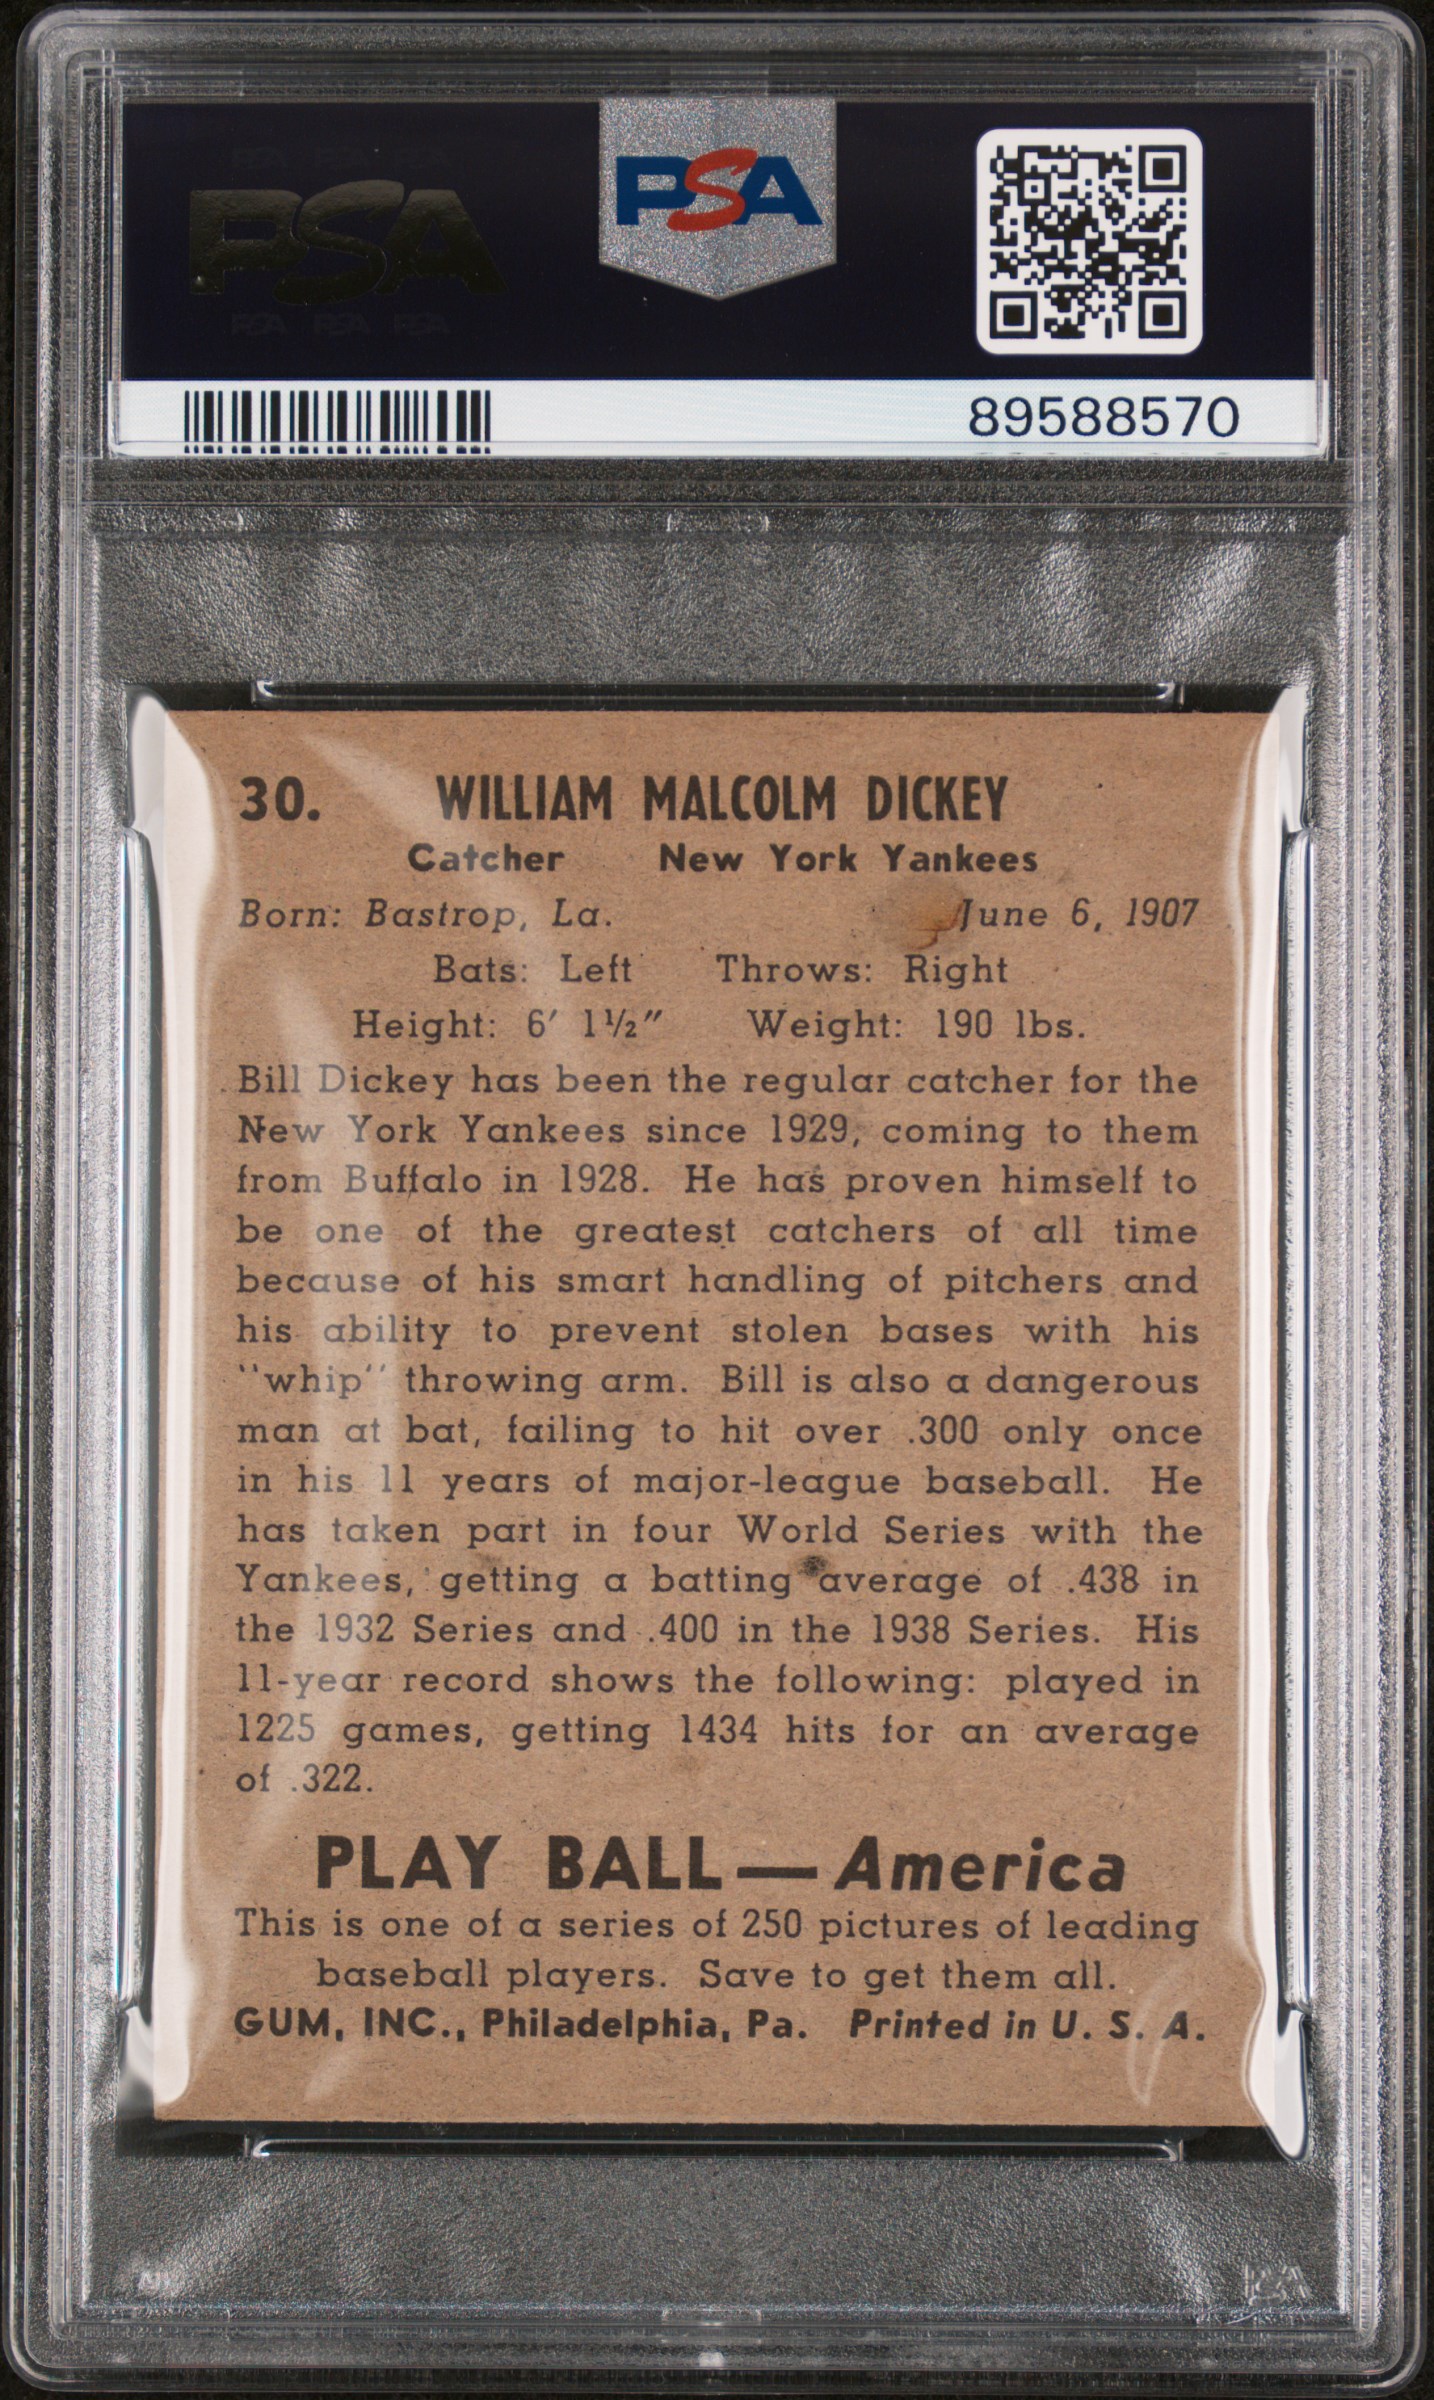 PSA
PSA
PSA PSA PSA
89588570
30. WILLIAM MALCOLM DICKEY
Catcher New York Yankees
Born: Bastrop, La. June 6, 1907
Bats: Left Throws: Right
Height: 6' 1½" Weight: 190 lbs.
Bill Dickey has been the regular catcher for the
New York Yankees since 1929, coming to them
from Buffalo in 1928. He has proven himself to
be one of the greatest catchers of all time
because of his smart handling of pitchers and
his ability to prevent stolen bases with his
"whip" throwing arm. Bill is also a dangerous
man at bat, failing to hit over .300 only once
in his 11 years of major-league baseball. He
has taken part in four World Series with the
Yankees, getting a batting average of .438 in
the 1932 Series and .400 in the 1938 Series. His
11-year record shows the following: played in
1225 games, getting 1434 hits for an average
of .322.
PLAY BALL—America
This is one of a series of 250 pictures of leading
baseball players. Save to get them all.
GUM, INC., Philadelphia, Pa. Printed in U. S. A.
PSA